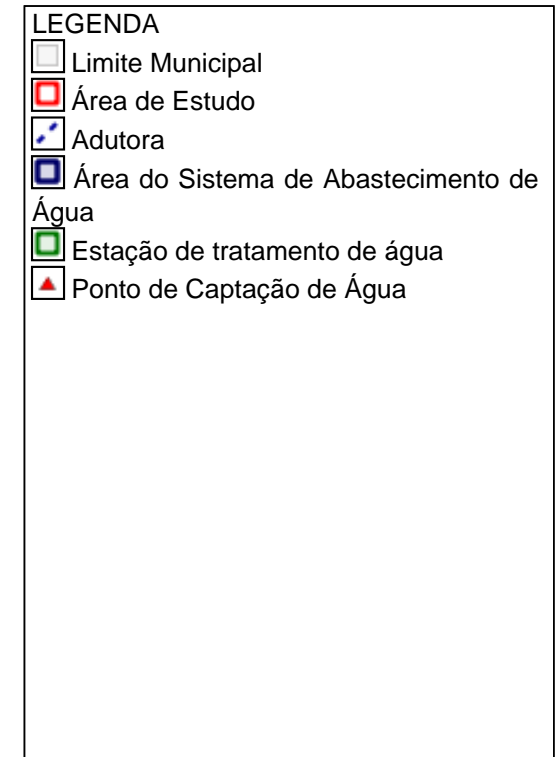 LEGENDA
Limite Municipal
Área de Estudo
Adutora
Área do Sistema de Abastecimento de
Água
Estação de tratamento de água
Ponto de Captação de Água